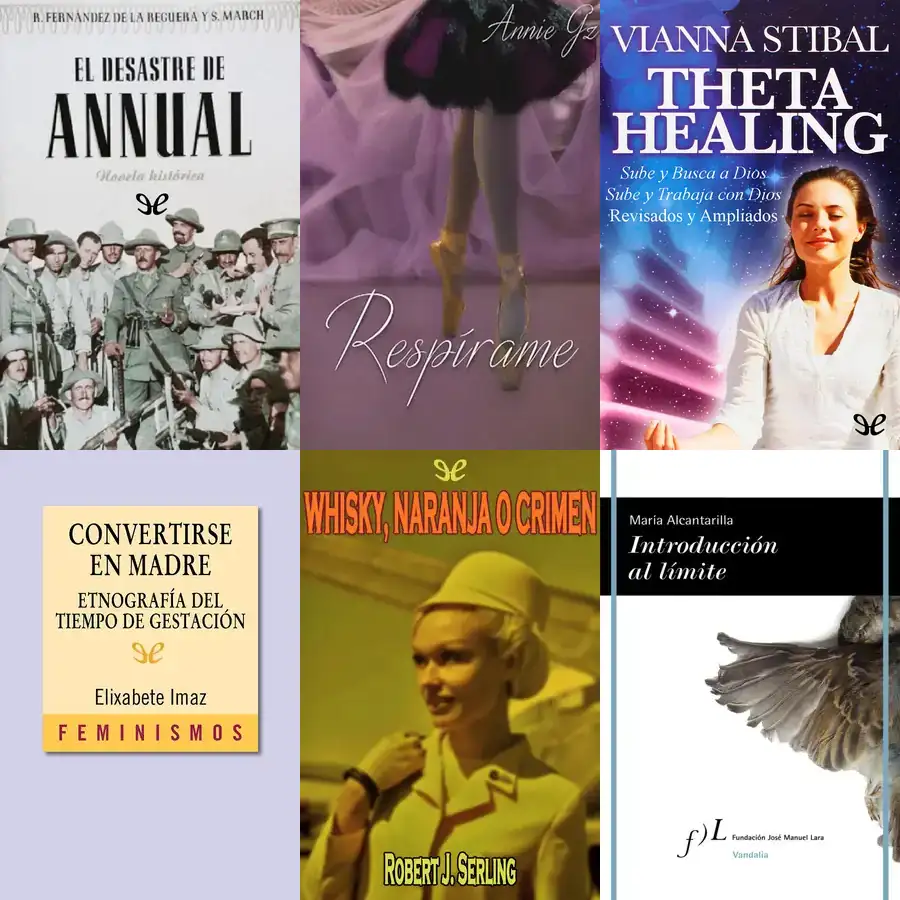 R. FERNÁNDEZ DE LA REGUERA Y S. MARCH
EL DESASTRE DE
ANNUAL
Novela histórica
Annie Gz
Respírame
VIANNA STIBAL
THETA
HEALING
Sube y Busca a Dios
Sube y Trabaja con Dios
Revisados y Ampliados
CONVERTIRSE
EN MADRE
ETNOGRAFÍA DEL
TIEMPO DE GESTACIÓN
Elixabete Imaz
FEMINISMOS
WHISKY, NARANJA O CRIMEN
ROBERT J. SERLING
María Alcantarilla
Introducción
al límite
f)L Fundación José Manuel Lara
Vandalia